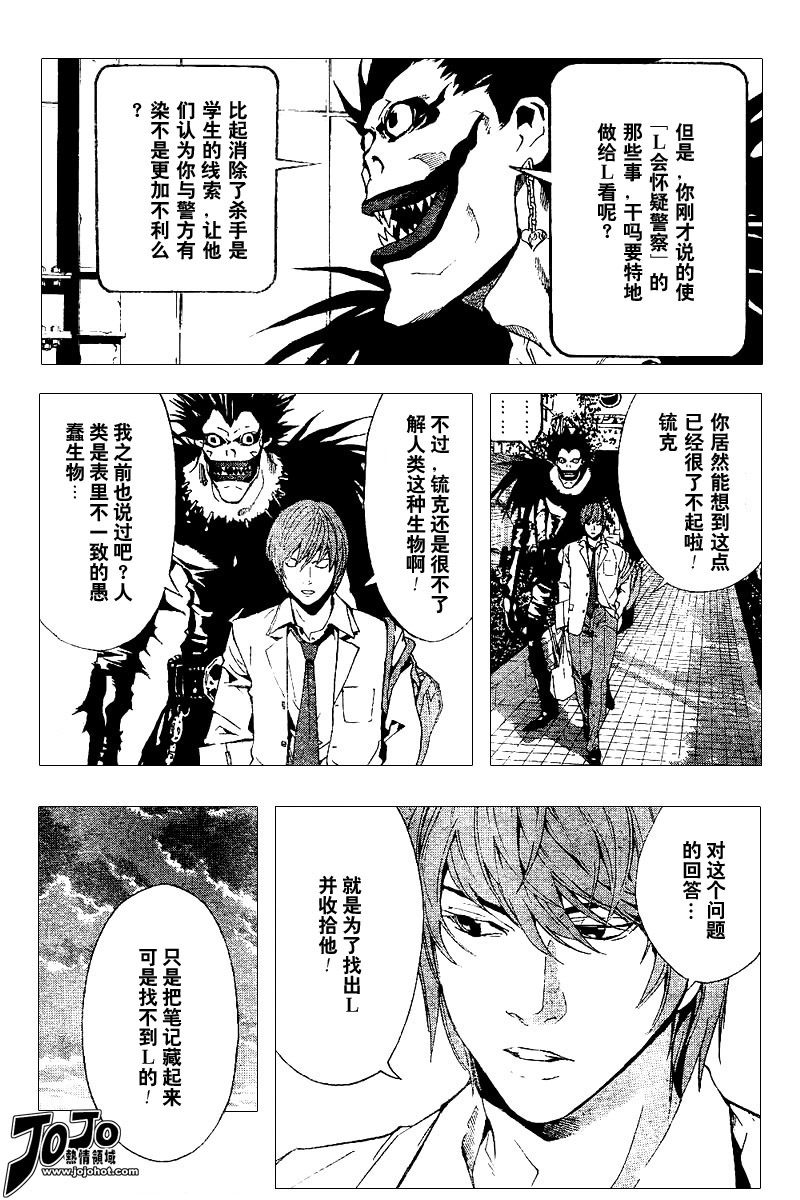 但是，你刚才说的使
「L会怀疑警察」的
那些事，干吗要特地
做给L看呢？
比起消除了杀手是
学生的线索，让他
们认为你与警方有
染不是更加不利么
？
你居然能想到这点
已经很了不起啦！
锍克
……
……
不过，锍克还是很不了
解人类这种生物啊！
我之前也说过吧？人
类是表里不一致的愚
蠢生物…
对这个问题
的回答…
就是为了找出L
并收拾他！
只是把笔记藏起来
可是找不到L的！
JOJO
熱情領域
www.jojohot.com